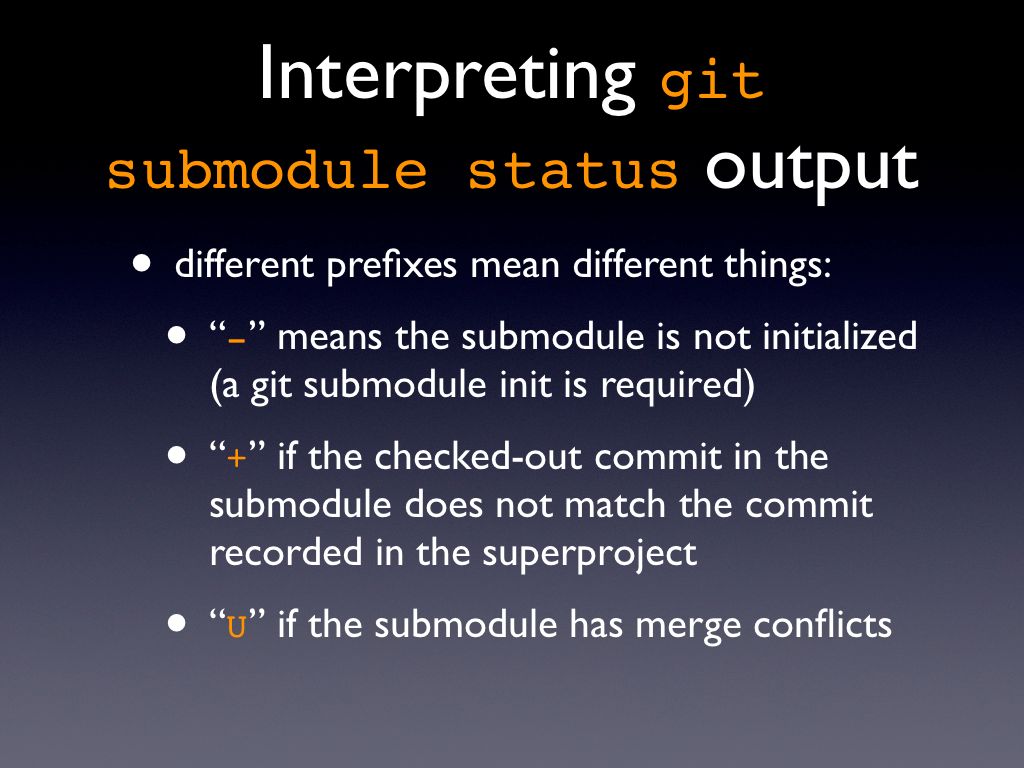 Interpreting git
submodule status output
• different prefixes mean different things:
• “-” means the submodule is not initialized
(a git submodule init is required)
• “+” if the checked-out commit in the
submodule does not match the commit
recorded in the superproject
• “U” if the submodule has merge conflicts